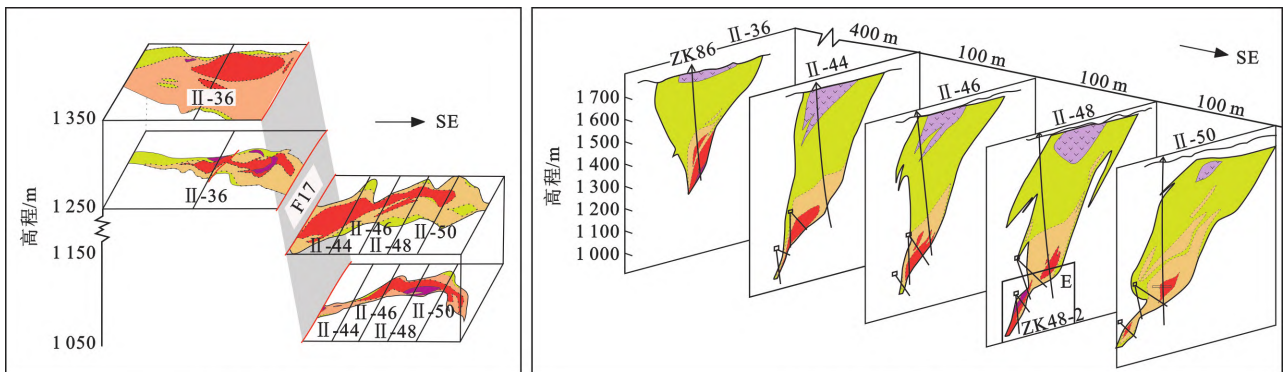 II-36
1 350
SE
II-36
1 250
F17
高程/m
II-50
II-46
II-44
II-48
1 150
II-50
II-46
II-44
II-48
1 050
II-36
ZK86
400 m
SE
II-44
100 m
II-46
100 m
II-48
100 m
II-50
高程/m
1 700
1 600
1 500
1 400
1 300
1 200
1 100
1 000
E
ZK48-2